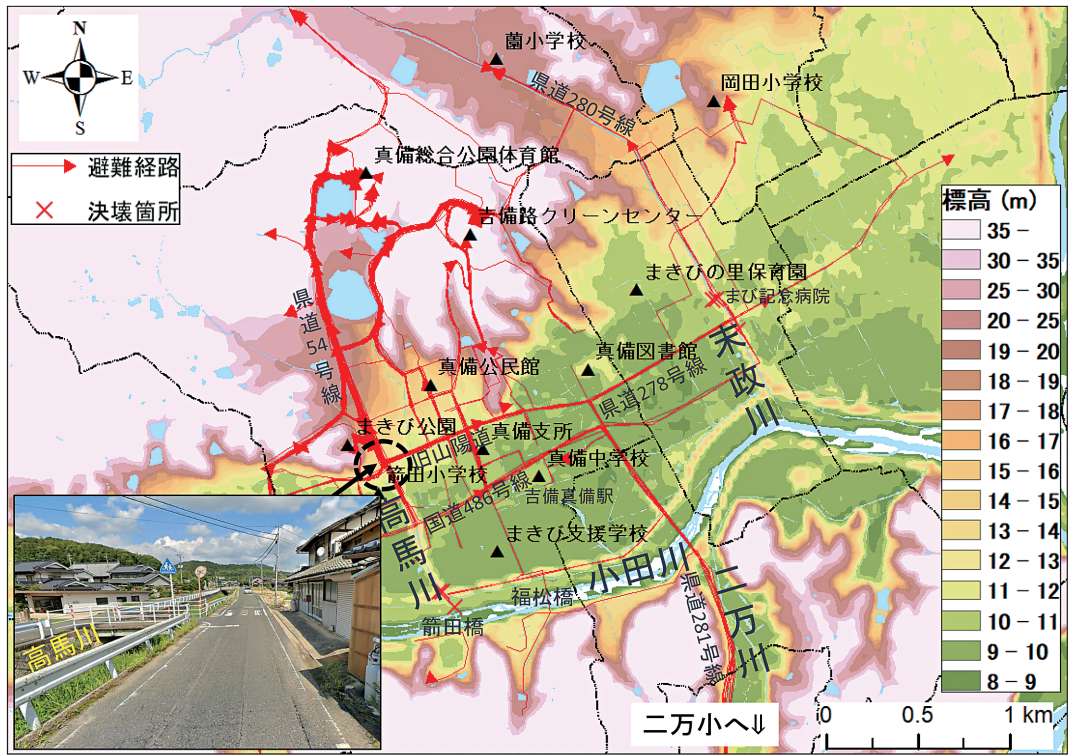 N
W
E
S
避難経路
決壊箇所
薗小学校
県道280号線
岡田小学校
真備総合公園体育館
吉備路クリーンセンター
まきびの里保育園
まび記念病院
県道54号線
真備図書館
県道278号線
末政川
真備公民館
まきび公園
旧山陽道
真備支所
箭田小学校
真備中学校
国道486号線
吉備真備駅
高馬川
まきび支援学校
小田川
福松橋
箭田橋
県道281号線
二万川
高馬川
二万小へ⇓
標高 (m)
35 -
30 - 35
25 - 30
20 - 25
19 - 20
18 - 19
17 - 18
16 - 17
15 - 16
14 - 15
13 - 14
12 - 13
11 - 12
10 - 11
9 - 10
8 - 9
0 0.5 1 km